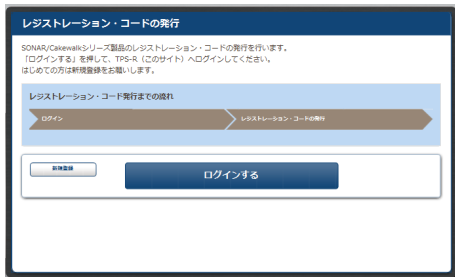 レジストレーション・コードの発行
SONAR/Cakewalkシリーズ製品のレジストレーション・コードの発行を行います。
「ログインする」を押して、TPS-R（このサイト）へログインしてください。
はじめての方は新規登録をお願いします。
レジストレーション・コード発行までの流れ
ログイン
レジストレーション・コードの発行
新規登録
ログインする